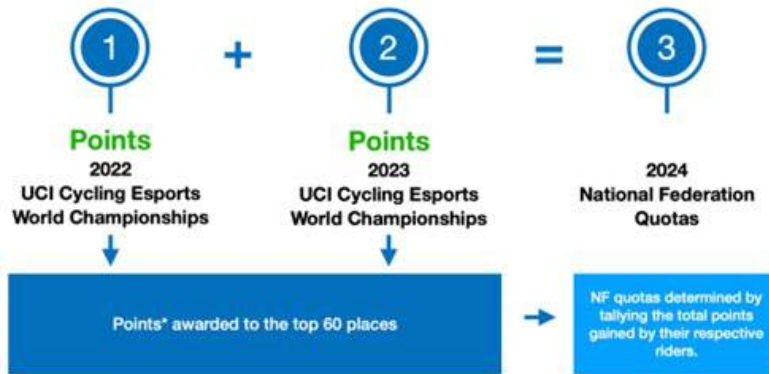 1 + 2 = 3
Points
2022
UCI Cycling Esports
World Championships
Points
2023
UCI Cycling Esports
World Championships
2024
National Federation
Quotas
Points* awarded to the top 60 places
NF quotas determined by
tallying the total points
gained by their respective
riders.